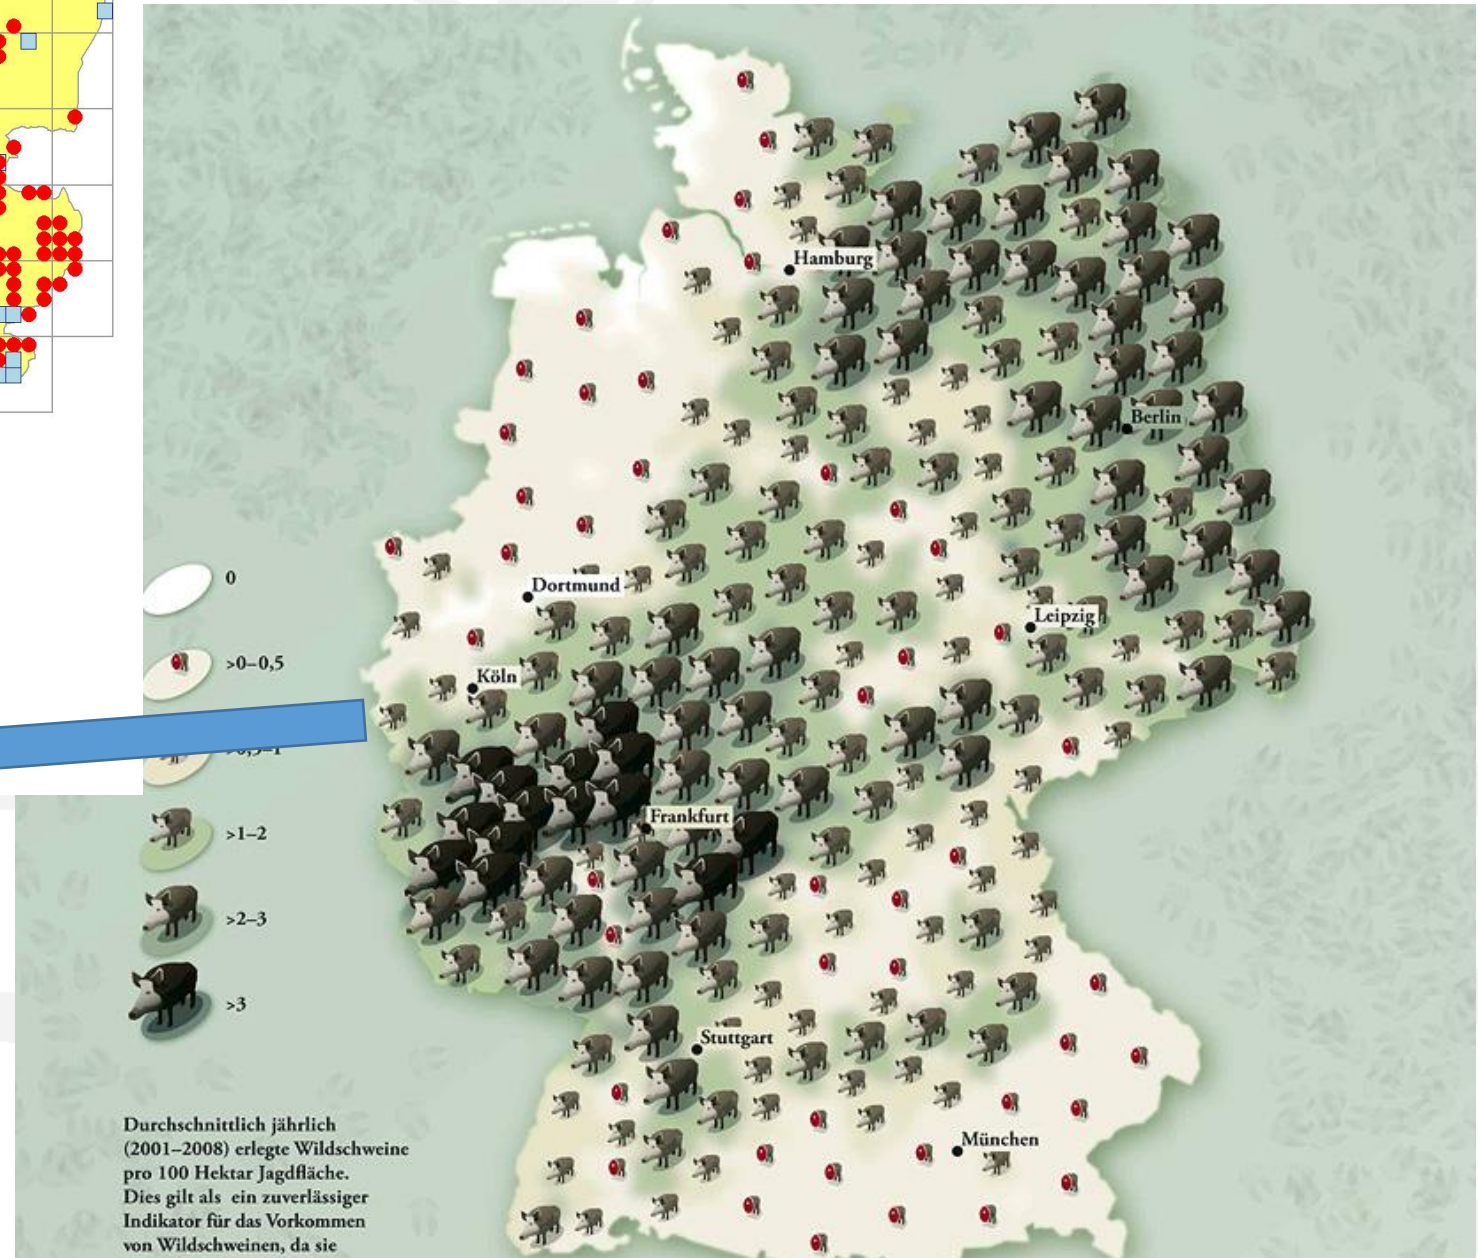 Hamburg
Berlin
Dortmund
Leipzig
Köln
Frankfurt
Stuttgart
München
0
>0–0,5
>1–2
>2–3
>3
Durchschnittlich jährlich
(2001–2008) erlegte Wildschweine
pro 100 Hektar Jagdfläche.
Dies gilt als ein zuverlässiger
Indikator für das Vorkommen
von Wildschweinen, da sie